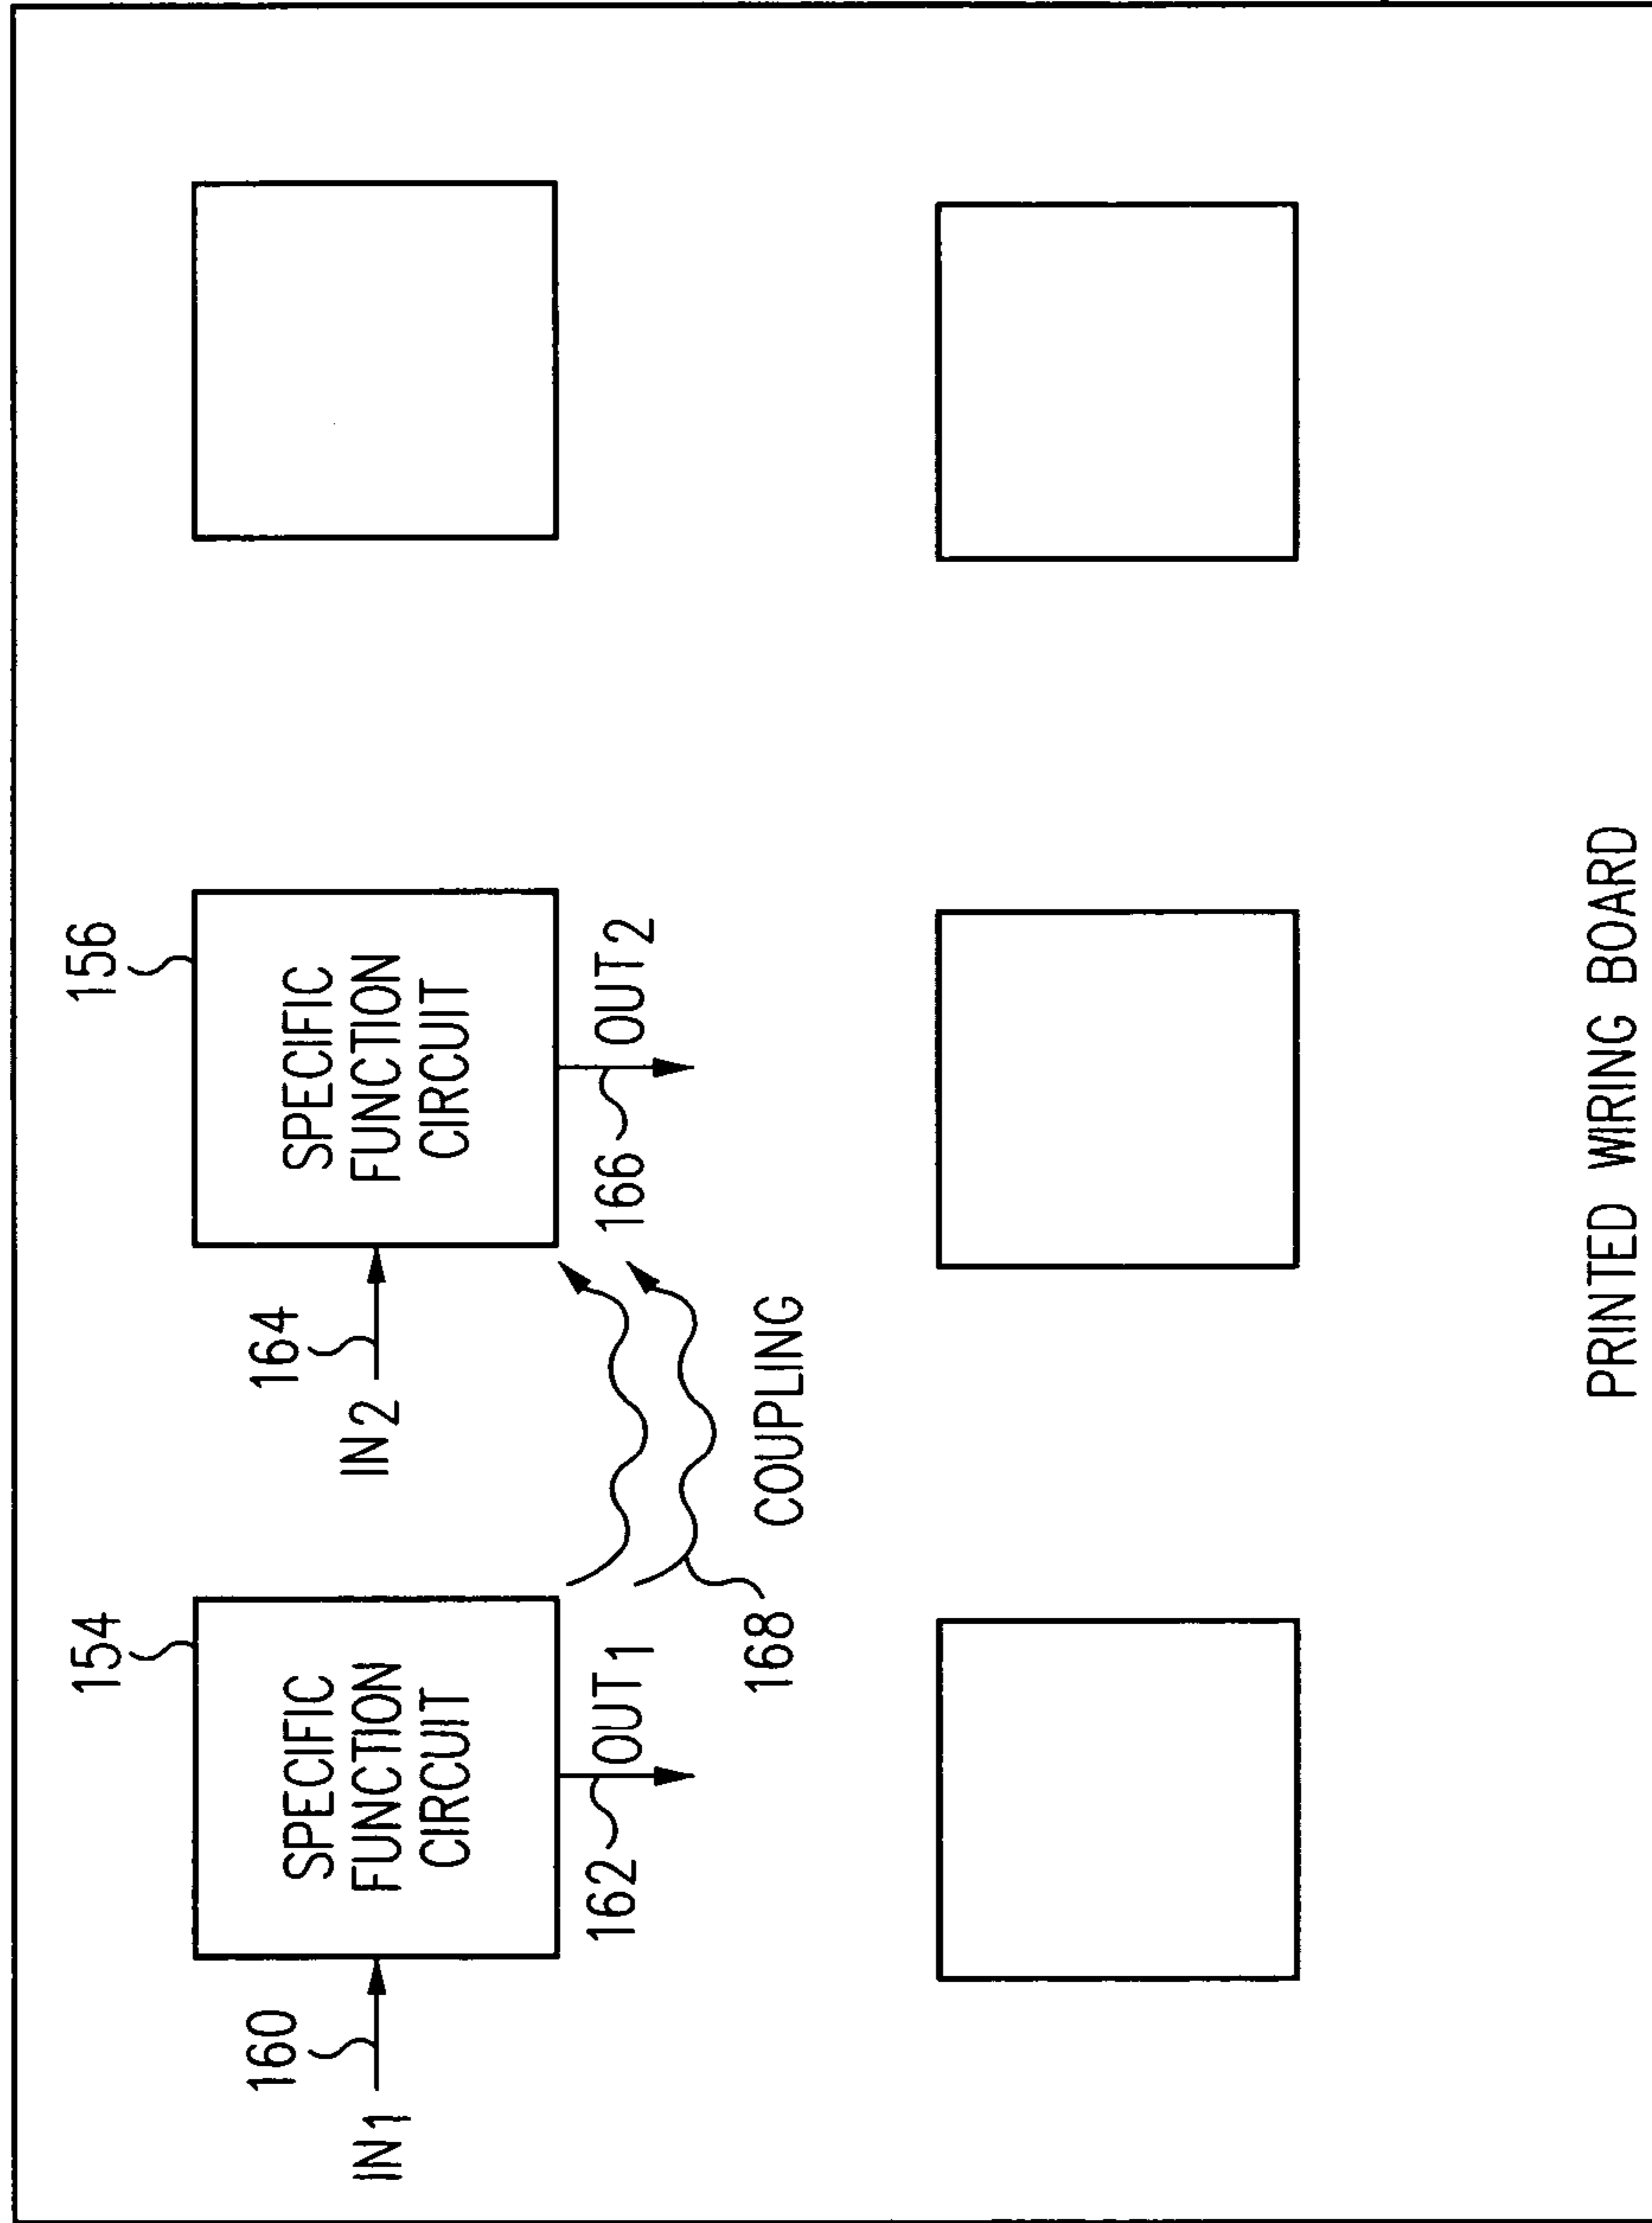 154
156
IN1
160
SPECIFIC
FUNCTION
CIRCUIT
IN2
164
SPECIFIC
FUNCTION
CIRCUIT
162
OUT1
166
OUT2
168
COUPLING
PRINTED WIRING BOARD